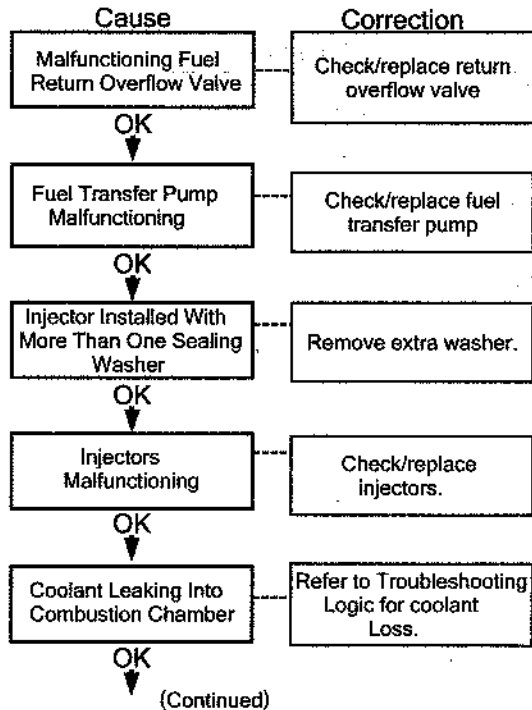 Cause
Correction
Malfunctioning Fuel
Return Overflow Valve
Check/replace return
overflow valve
OK
Fuel Transfer Pump
Malfunctioning
Check/replace fuel
transfer pump
OK
Injector Installed With
More Than One Sealing
Washer
Remove extra washer.
OK
Injectors
Malfunctioning
Check/replace
injectors.
OK
Coolant Leaking Into
Combustion Chamber
Refer to Troubleshooting
Logic for coolant
Loss.
OK
(Continued)